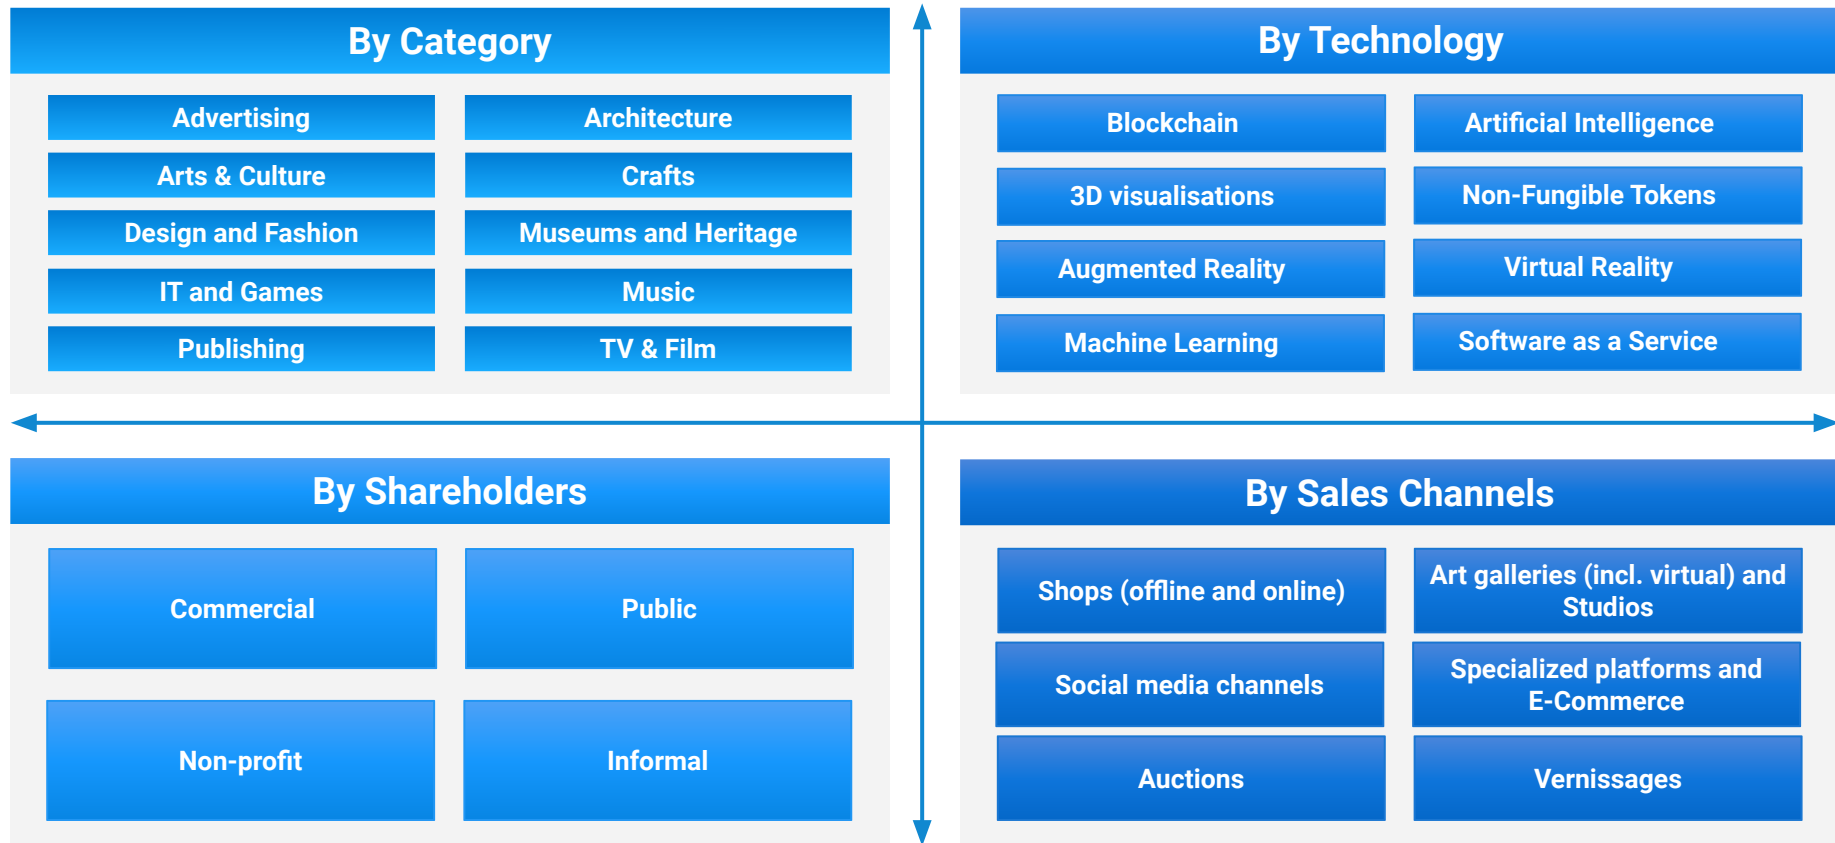 By Category
Advertising
Architecture
Arts & Culture
Crafts
Design and Fashion
Museums and Heritage
IT and Games
Music
Publishing
TV & Film
By Technology
Blockchain
Artificial Intelligence
3D visualisations
Non-Fungible Tokens
Augmented Reality
Virtual Reality
Machine Learning
Software as a Service
By Shareholders
Commercial
Public
Non-profit
Informal
By Sales Channels
Shops (offline and online)
Art galleries (incl. virtual) and
Studios
Social media channels
Specialized platforms and
E-Commerce
Auctions
Vernissages